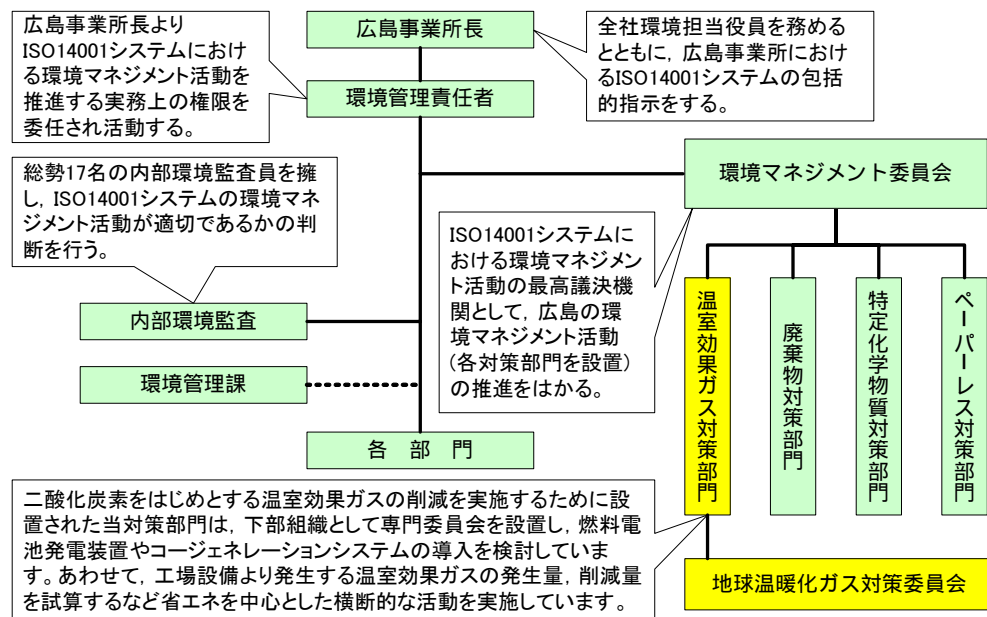 広島事業所長より
ISO14001システムにおけ
る環境マネジメント活動を
推進する実務上の権限を
委任され活動する。
広島事業所長
全社環境担当役員を務める
とともに，広島事業所におけ
るISO14001システムの包括
的指示をする。
環境管理責任者
総勢17名の内部環境監査員を擁
し，ISO14001システムの環境マネ
ジメント活動が適切であるかの判
断を行う。
環境マネジメント委員会
ISO14001システムに
おける環境マネジメン
ト活動の最高議決機
関として，広島の環
境マネジメント活動
(各対策部門を設置)
の推進をはかる。
内部環境監査
環境管理課
各　部　門
温室効果ガス対策部門
廃棄物対策部門
特定化学物質対策部門
ペーパーレス対策部門
二酸化炭素をはじめとする温室効果ガスの削減を実施するために設
置された当対策部門は，下部組織として専門委員会を設置し，燃料電
池発電装置やコージェネレーションシステムの導入を検討していま
す。あわせて，工場設備より発生する温室効果ガスの発生量，削減量
を試算するなど省エネを中心とした横断的な活動を実施しています。
地球温暖化ガス対策委員会